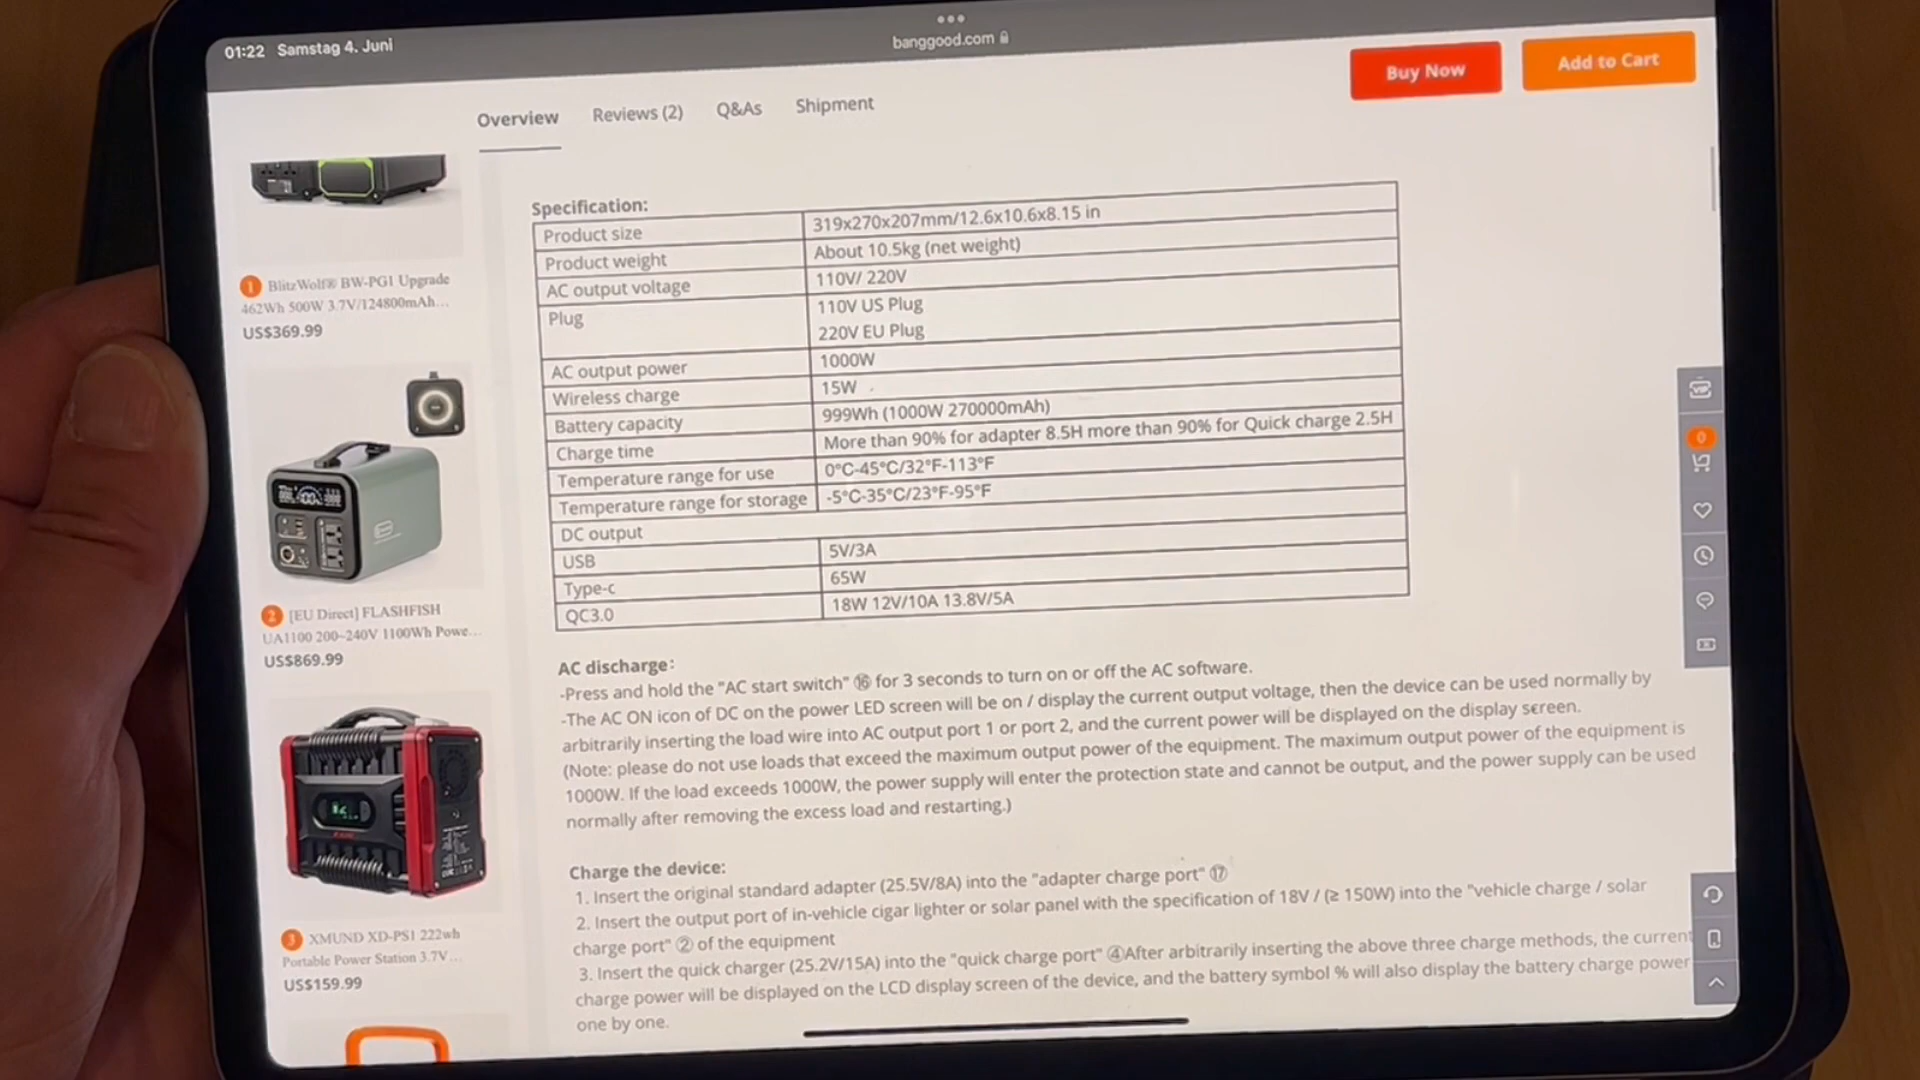 01:22 Samstag 4. Juni
banggood.com
Buy Now
Add to Cart
Overview
Reviews (2)
Q&As
Shipment
1 BlitzWolf® BW-PG1 Upgrade
462Wh 500W 3.7V/124800mAh...
US$369.99
2 [EU Direct] FLASHFISH
UA1100 200~240V 1100Wh Powe...
US$869.99
3 XMUND XD-PS1 222wh
Portable Power Station 3.7V...
US$159.99
Specification:
Product size 319x270x207mm/12.6x10.6x8.15 in
Product weight About 10.5kg (net weight)
AC output voltage 110V/ 220V
Plug 110V US Plug
220V EU Plug
AC output power 1000W
Wireless charge 15W
Battery capacity 999Wh (1000W 270000mAh)
Charge time More than 90% for adapter 8.5H more than 90% for Quick charge 2.5H
Temperature range for use 0°C-45°C/32°F-113°F
Temperature range for storage -5°C-35°C/23°F-95°F
DC output
USB 5V/3A
Type-c 65W
QC3.0 18W 12V/10A 13.8V/5A
AC discharge:
-Press and hold the "AC start switch" ⑯ for 3 seconds to turn on or off the AC software.
-The AC ON icon of DC on the power LED screen will be on / display the current output voltage, then the device can be used normally by
arbitrarily inserting the load wire into AC output port 1 or port 2, and the current power will be displayed on the display screen.
(Note: please do not use loads that exceed the maximum output power of the equipment. The maximum output power of the equipment is
1000W. If the load exceeds 1000W, the power supply will enter the protection state and cannot be output, and the power supply can be used
normally after removing the excess load and restarting.)
Charge the device:
1. Insert the original standard adapter (25.5V/8A) into the "adapter charge port" ⑰
2. Insert the output port of in-vehicle cigar lighter or solar panel with the specification of 18V / (≥ 150W) into the "vehicle charge / solar
charge port" ② of the equipment
3. Insert the quick charger (25.2V/15A) into the "quick charge port" ④After arbitrarily inserting the above three charge methods, the current
charge power will be displayed on the LCD display screen of the device, and the battery symbol % will also display the battery charge power
one by one.
VIP
0